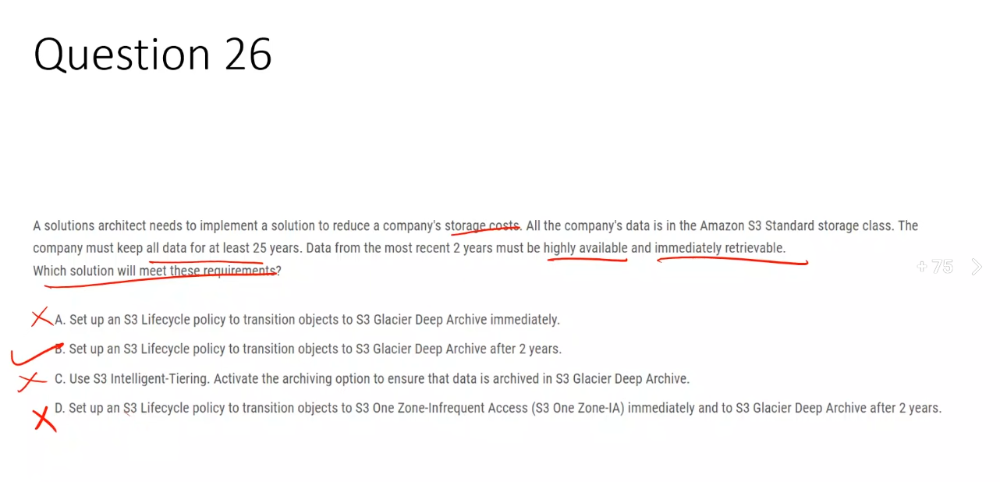 Question 26
A solutions architect needs to implement a solution to reduce a company's storage costs. All the company's data is in the Amazon S3 Standard storage class. The
company must keep all data for at least 25 years. Data from the most recent 2 years must be highly available and immediately retrievable.
Which solution will meet these requirements?
+ 75
A. Set up an S3 Lifecycle policy to transition objects to S3 Glacier Deep Archive immediately.
B. Set up an S3 Lifecycle policy to transition objects to S3 Glacier Deep Archive after 2 years.
C. Use S3 Intelligent-Tiering. Activate the archiving option to ensure that data is archived in S3 Glacier Deep Archive.
D. Set up an S3 Lifecycle policy to transition objects to S3 One Zone-Infrequent Access (S3 One Zone-IA) immediately and to S3 Glacier Deep Archive after 2 years.